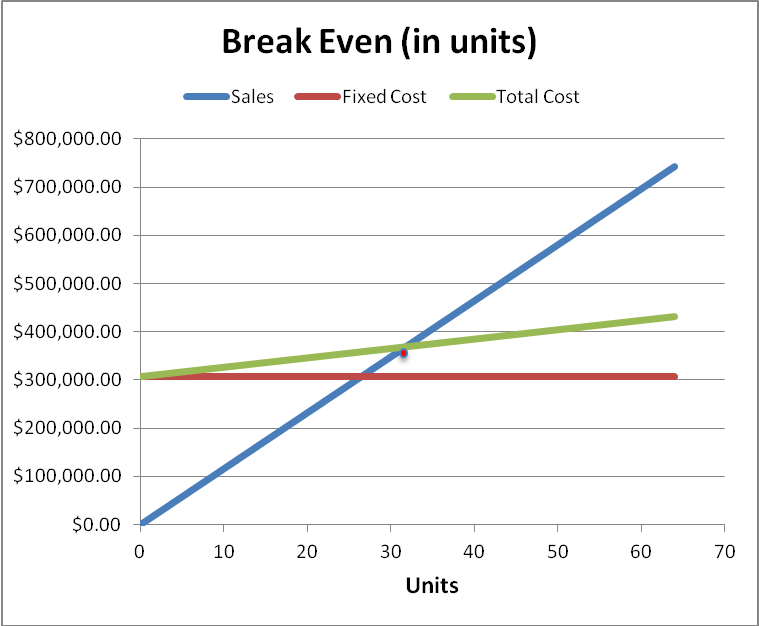 Break Even (in units)
Sales Fixed Cost Total Cost
$800,000.00
$700,000.00
$600,000.00
$500,000.00
$400,000.00
$300,000.00
$200,000.00
$100,000.00
$0.00
0 10 20 30 40 50 60 70
Units